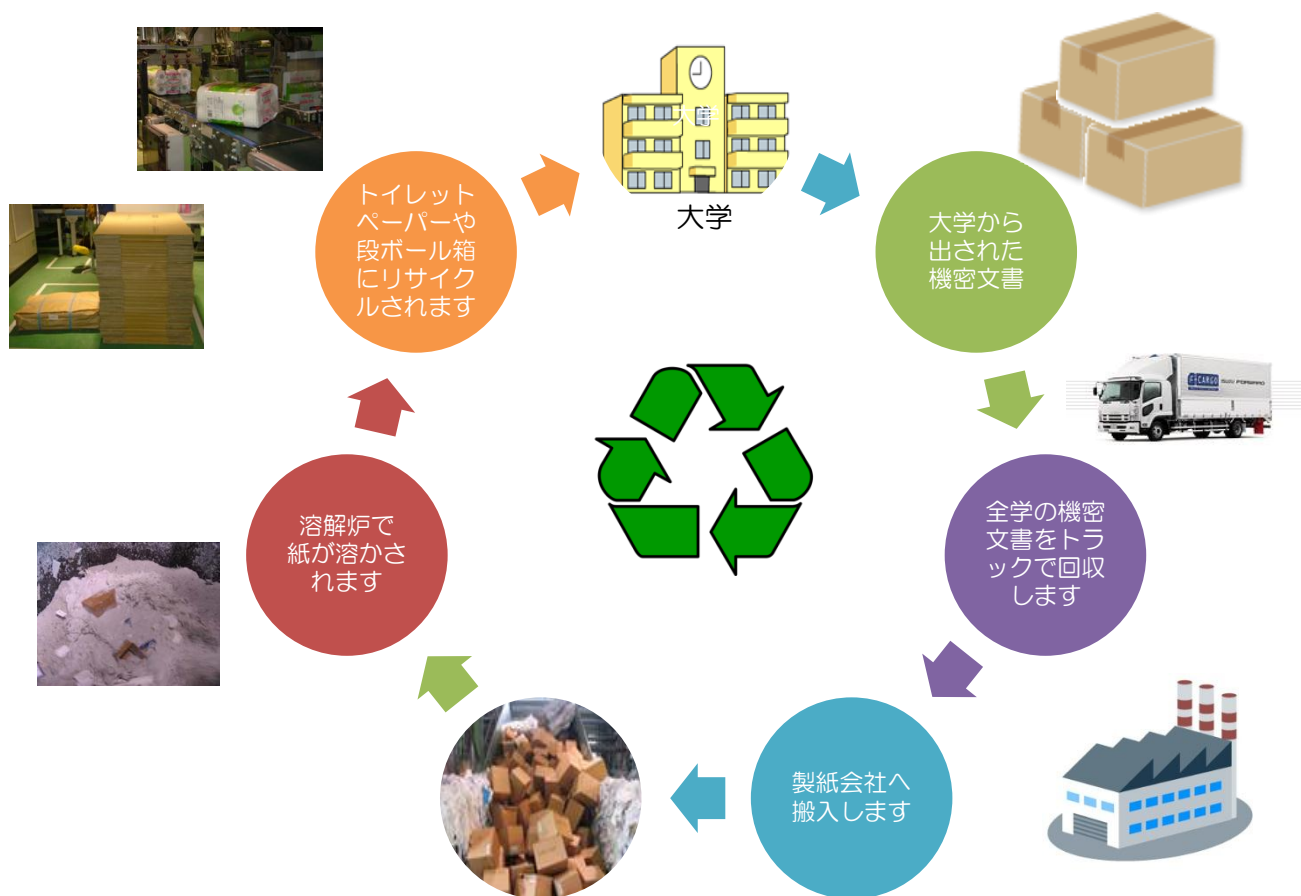 大学
大学
大学から
出された
機密文書
F-CARGO
FORWARD
全学の機密
文書をトラ
ックで回収
します
製紙会社へ
搬入します
溶解炉で
紙が溶かさ
れます
トイレット
ペーパーや
段ボール箱
にリサイク
ルされます